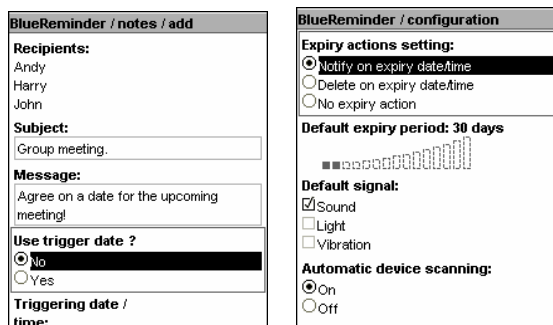 BlueReminder / notes / add
Recipients:
Andy
Harry
John
Subject:
Group meeting.
Message:
Agree on a date for the upcoming
meeting!
Use trigger date ?
No
Yes
Triggering date /
time:
BlueReminder / configuration
Expiry actions setting:
Notify on expiry date/time
Delete on expiry date/time
No expiry action
Default expiry period: 30 days
Default signal:
Sound
Light
Vibration
Automatic device scanning:
On
Off